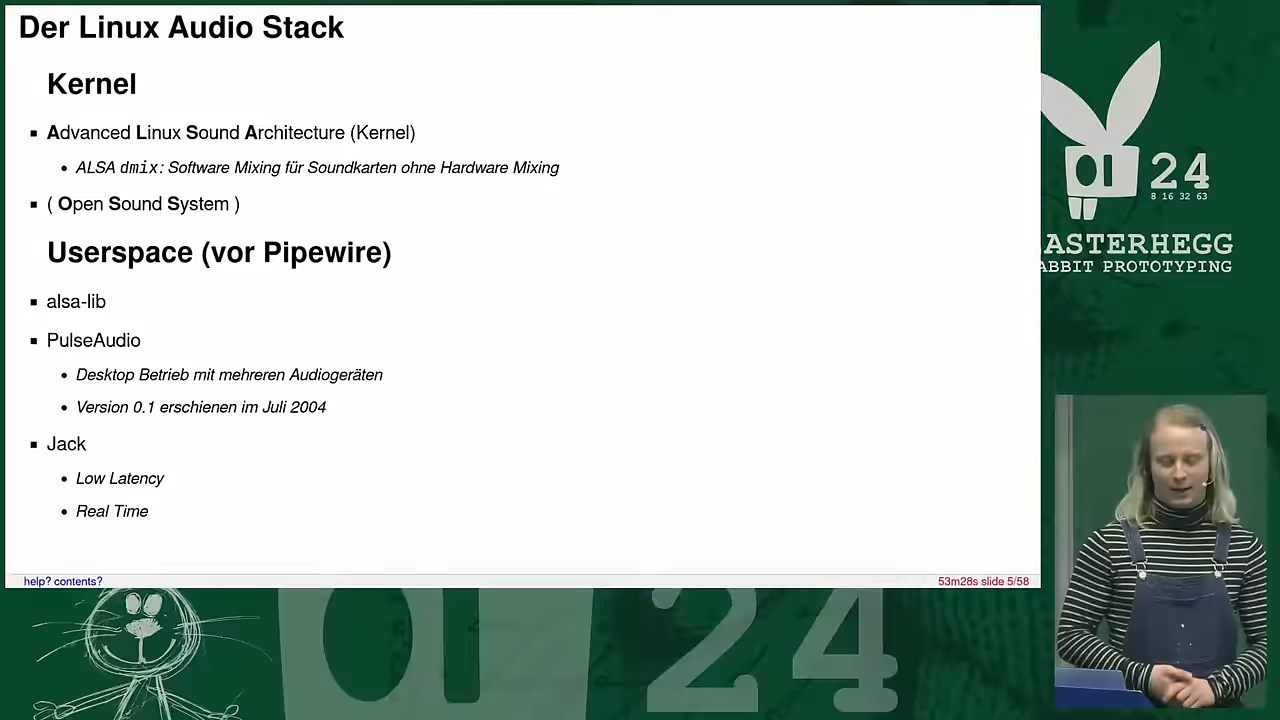 Der Linux Audio Stack
Kernel
Advanced Linux Sound Architecture (Kernel)
ALSA dmix: Software Mixing für Soundkarten ohne Hardware Mixing
( Open Sound System )
Userspace (vor Pipewire)
alsa-lib
PulseAudio
Desktop Betrieb mit mehreren Audiogeräten
Version 0.1 erschienen im Juli 2004
Jack
Low Latency
Real Time
help? contents?
53m28s slide 5/58
24
8 16 32 63
ASTERHEGG
ABBIT PROTOTYPING
24